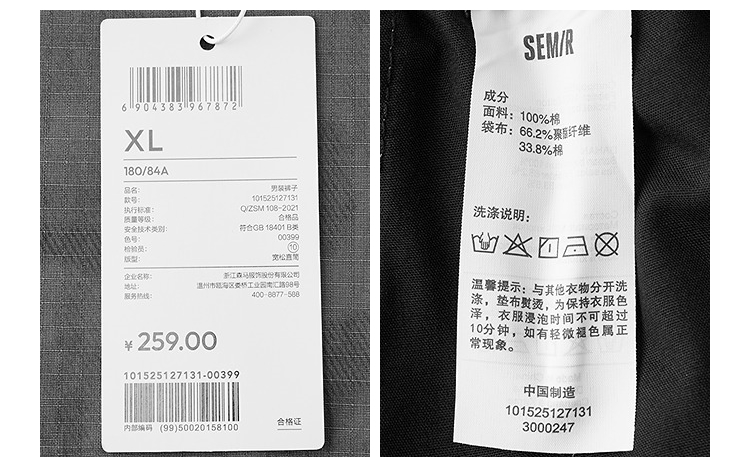 6 904383 967872
XL
180/84A
品名: 男装裤子
款号: 101525127131
执行标准: Q/ZSM 108-2021
质量等级: 合格品
安全技术类别: 符合GB 18401 B类
色号: 00399
检验员: 10
版型: 宽松直筒
企业名称: 浙江森马服饰股份有限公司
地址: 温州市瓯海区娄桥工业园南汇路98号
服务热线: 400-8877-588
¥ 259.00
101525127131-00399
内部编码 (99)50020158100
合格证
SEM/R
成分
面料: 100%棉
袋布: 66.2%聚酯纤维
33.8%棉
洗涤说明:
温馨提示: 与其他衣物分开洗
涤, 垫布熨烫, 为保持衣服色
泽, 衣服浸泡时间不可超过
10分钟, 如有轻微褪色属正
常现象。
中国制造
101525127131
3000247